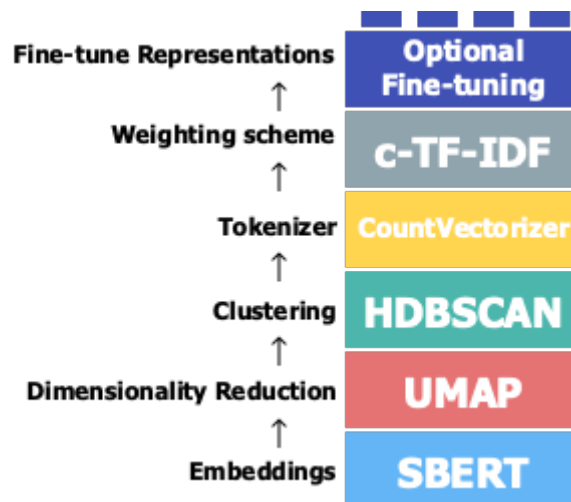 Fine-tune Representations
Optional
Fine-tuning
↑
Weighting scheme
c-TF-IDF
↑
Tokenizer
CountVectorizer
↑
Clustering
HDBSCAN
↑
Dimensionality Reduction
UMAP
↑
Embeddings
SBERT